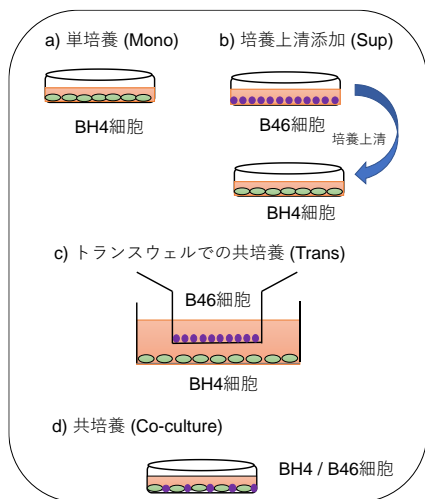 a) 単培養 (Mono)
b) 培養上清添加 (Sup)
BH4細胞
B46細胞
培養上清
BH4細胞
c) トランスウェルでの共培養 (Trans)
B46細胞
BH4細胞
d) 共培養 (Co-culture)
BH4 / B46細胞